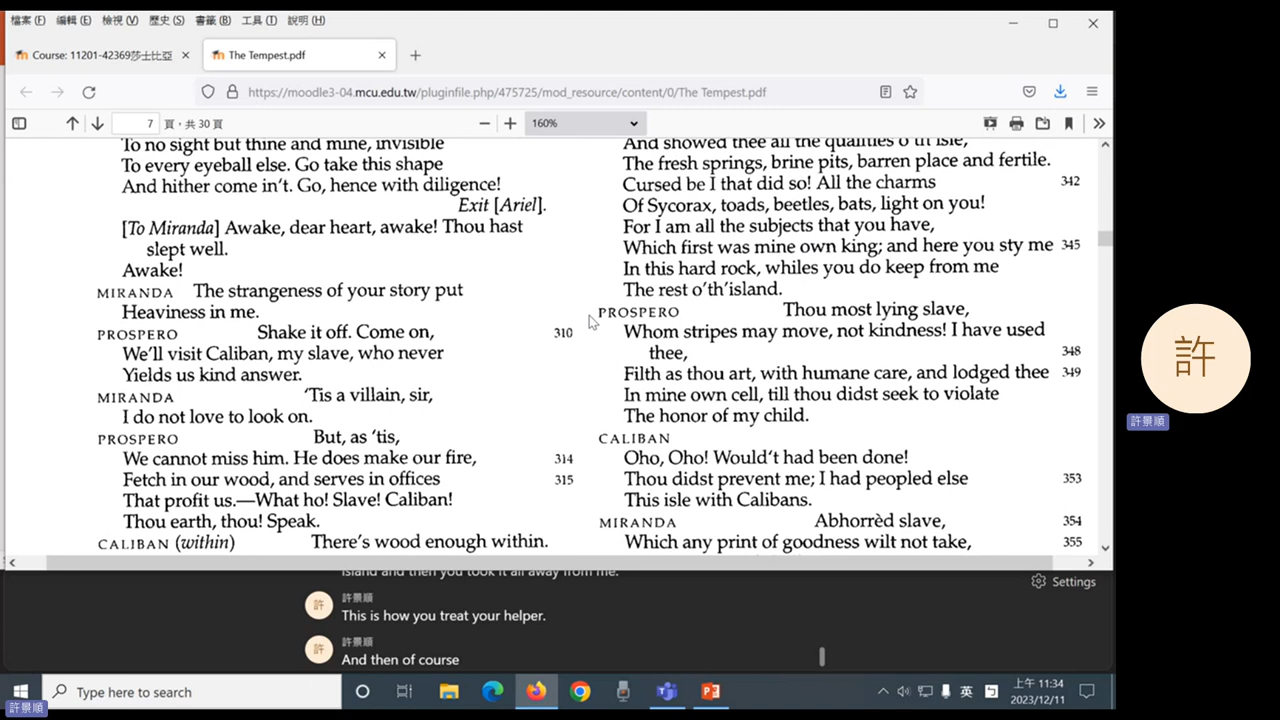 檔案(F) 編輯(E) 檢視(V) 歷史(S) 書籤(B) 工具(T) 說明(H)
Course: 11201-42369莎士比亞
The Tempest.pdf
https://moodle3-04.mcu.edu.tw/pluginfile.php/475725/mod_resource/content/0/The Tempest.pdf
7 頁，共 30 頁
160%
To no sight but thine and mine, invisible
To every eyeball else. Go take this shape
And hither come in't. Go, hence with diligence!
Exit [Ariel].
[To Miranda] Awake, dear heart, awake! Thou hast
slept well.
Awake!
MIRANDA The strangeness of your story put
Heaviness in me.
PROSPERO Shake it off. Come on, 310
We'll visit Caliban, my slave, who never
Yields us kind answer.
MIRANDA 'Tis a villain, sir,
I do not love to look on.
PROSPERO But, as 'tis,
We cannot miss him. He does make our fire, 314
Fetch in our wood, and serves in offices 315
That profit us.—What ho! Slave! Caliban!
Thou earth, thou! Speak.
CALIBAN (within) There's wood enough within.
And showed thee all the qualities o'th'isle,
The fresh springs, brine pits, barren place and fertile.
Cursed be I that did so! All the charms 342
Of Sycorax, toads, beetles, bats, light on you!
For I am all the subjects that you have,
Which first was mine own king; and here you sty me 345
In this hard rock, whiles you do keep from me
The rest o'th'island.
PROSPERO Thou most lying slave,
Whom stripes may move, not kindness! I have used
thee, 348
Filth as thou art, with humane care, and lodged thee 349
In mine own cell, till thou didst seek to violate
The honor of my child.
CALIBAN
Oho, Oho! Would't had been done!
Thou didst prevent me; I had peopled else 353
This isle with Calibans.
MIRANDA Abhorrèd slave, 354
Which any print of goodness wilt not take, 355
island and then you took it all away from me.
Settings
許 許景順
This is how you treat your helper.
許 許景順
And then of course
許
許景順
Type here to search
英
上午 11:34
2023/12/11
許景順